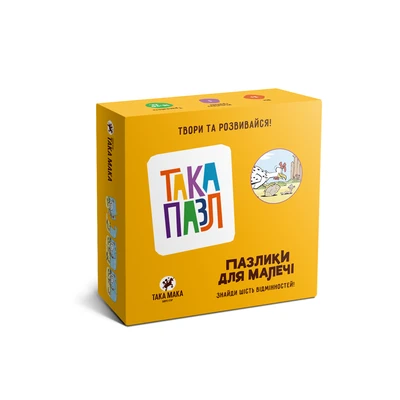 ТВОРИ ТА РОЗВИВАЙСЯ!
ТАКА
ПАЗЛ
ПАЗЛИКИ
ДЛЯ МАЛЕЧІ
ЗНАЙДИ ШІСТЬ ВІДМІННОСТЕЙ!
ТАКА МАКА
ТАКА МАКА